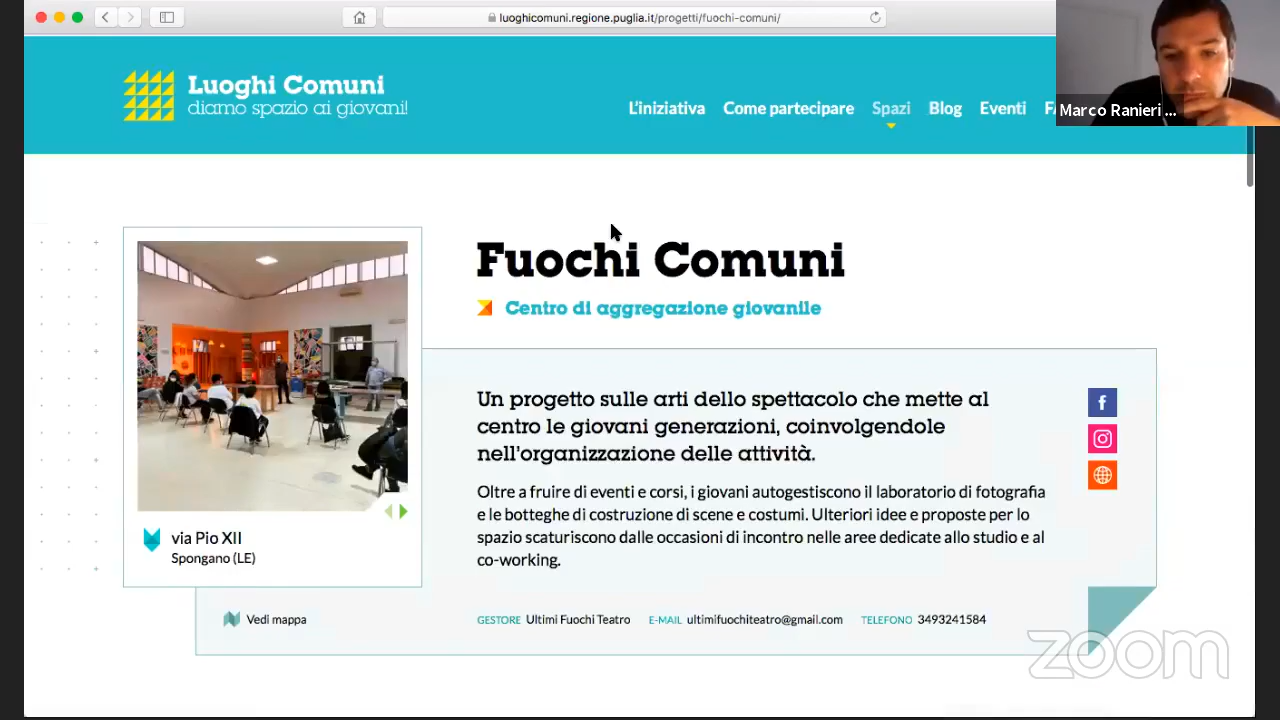 luoghicomuni.regione.puglia.it/progetti/fuochi-comuni/
Luoghi Comuni
diamo spazio ai giovani!
L'iniziativa Come partecipare Spazi Blog Eventi
Marco Ranieri ...
Fuochi Comuni
Centro di aggregazione giovanile
Un progetto sulle arti dello spettacolo che mette al
centro le giovani generazioni, coinvolgendole
nell'organizzazione delle attività.
Oltre a fruire di eventi e corsi, i giovani autogestiscono il laboratorio di fotografia
e le botteghe di costruzione di scene e costumi. Ulteriori idee e proposte per lo
spazio scaturiscono dalle occasioni di incontro nelle aree dedicate allo studio e al
co-working.
via Pio XII
Spongano (LE)
Vedi mappa
GESTORE Ultimi Fuochi Teatro E-MAIL ultimifuochiteatro@gmail.com TELEFONO 3493241584
zoom